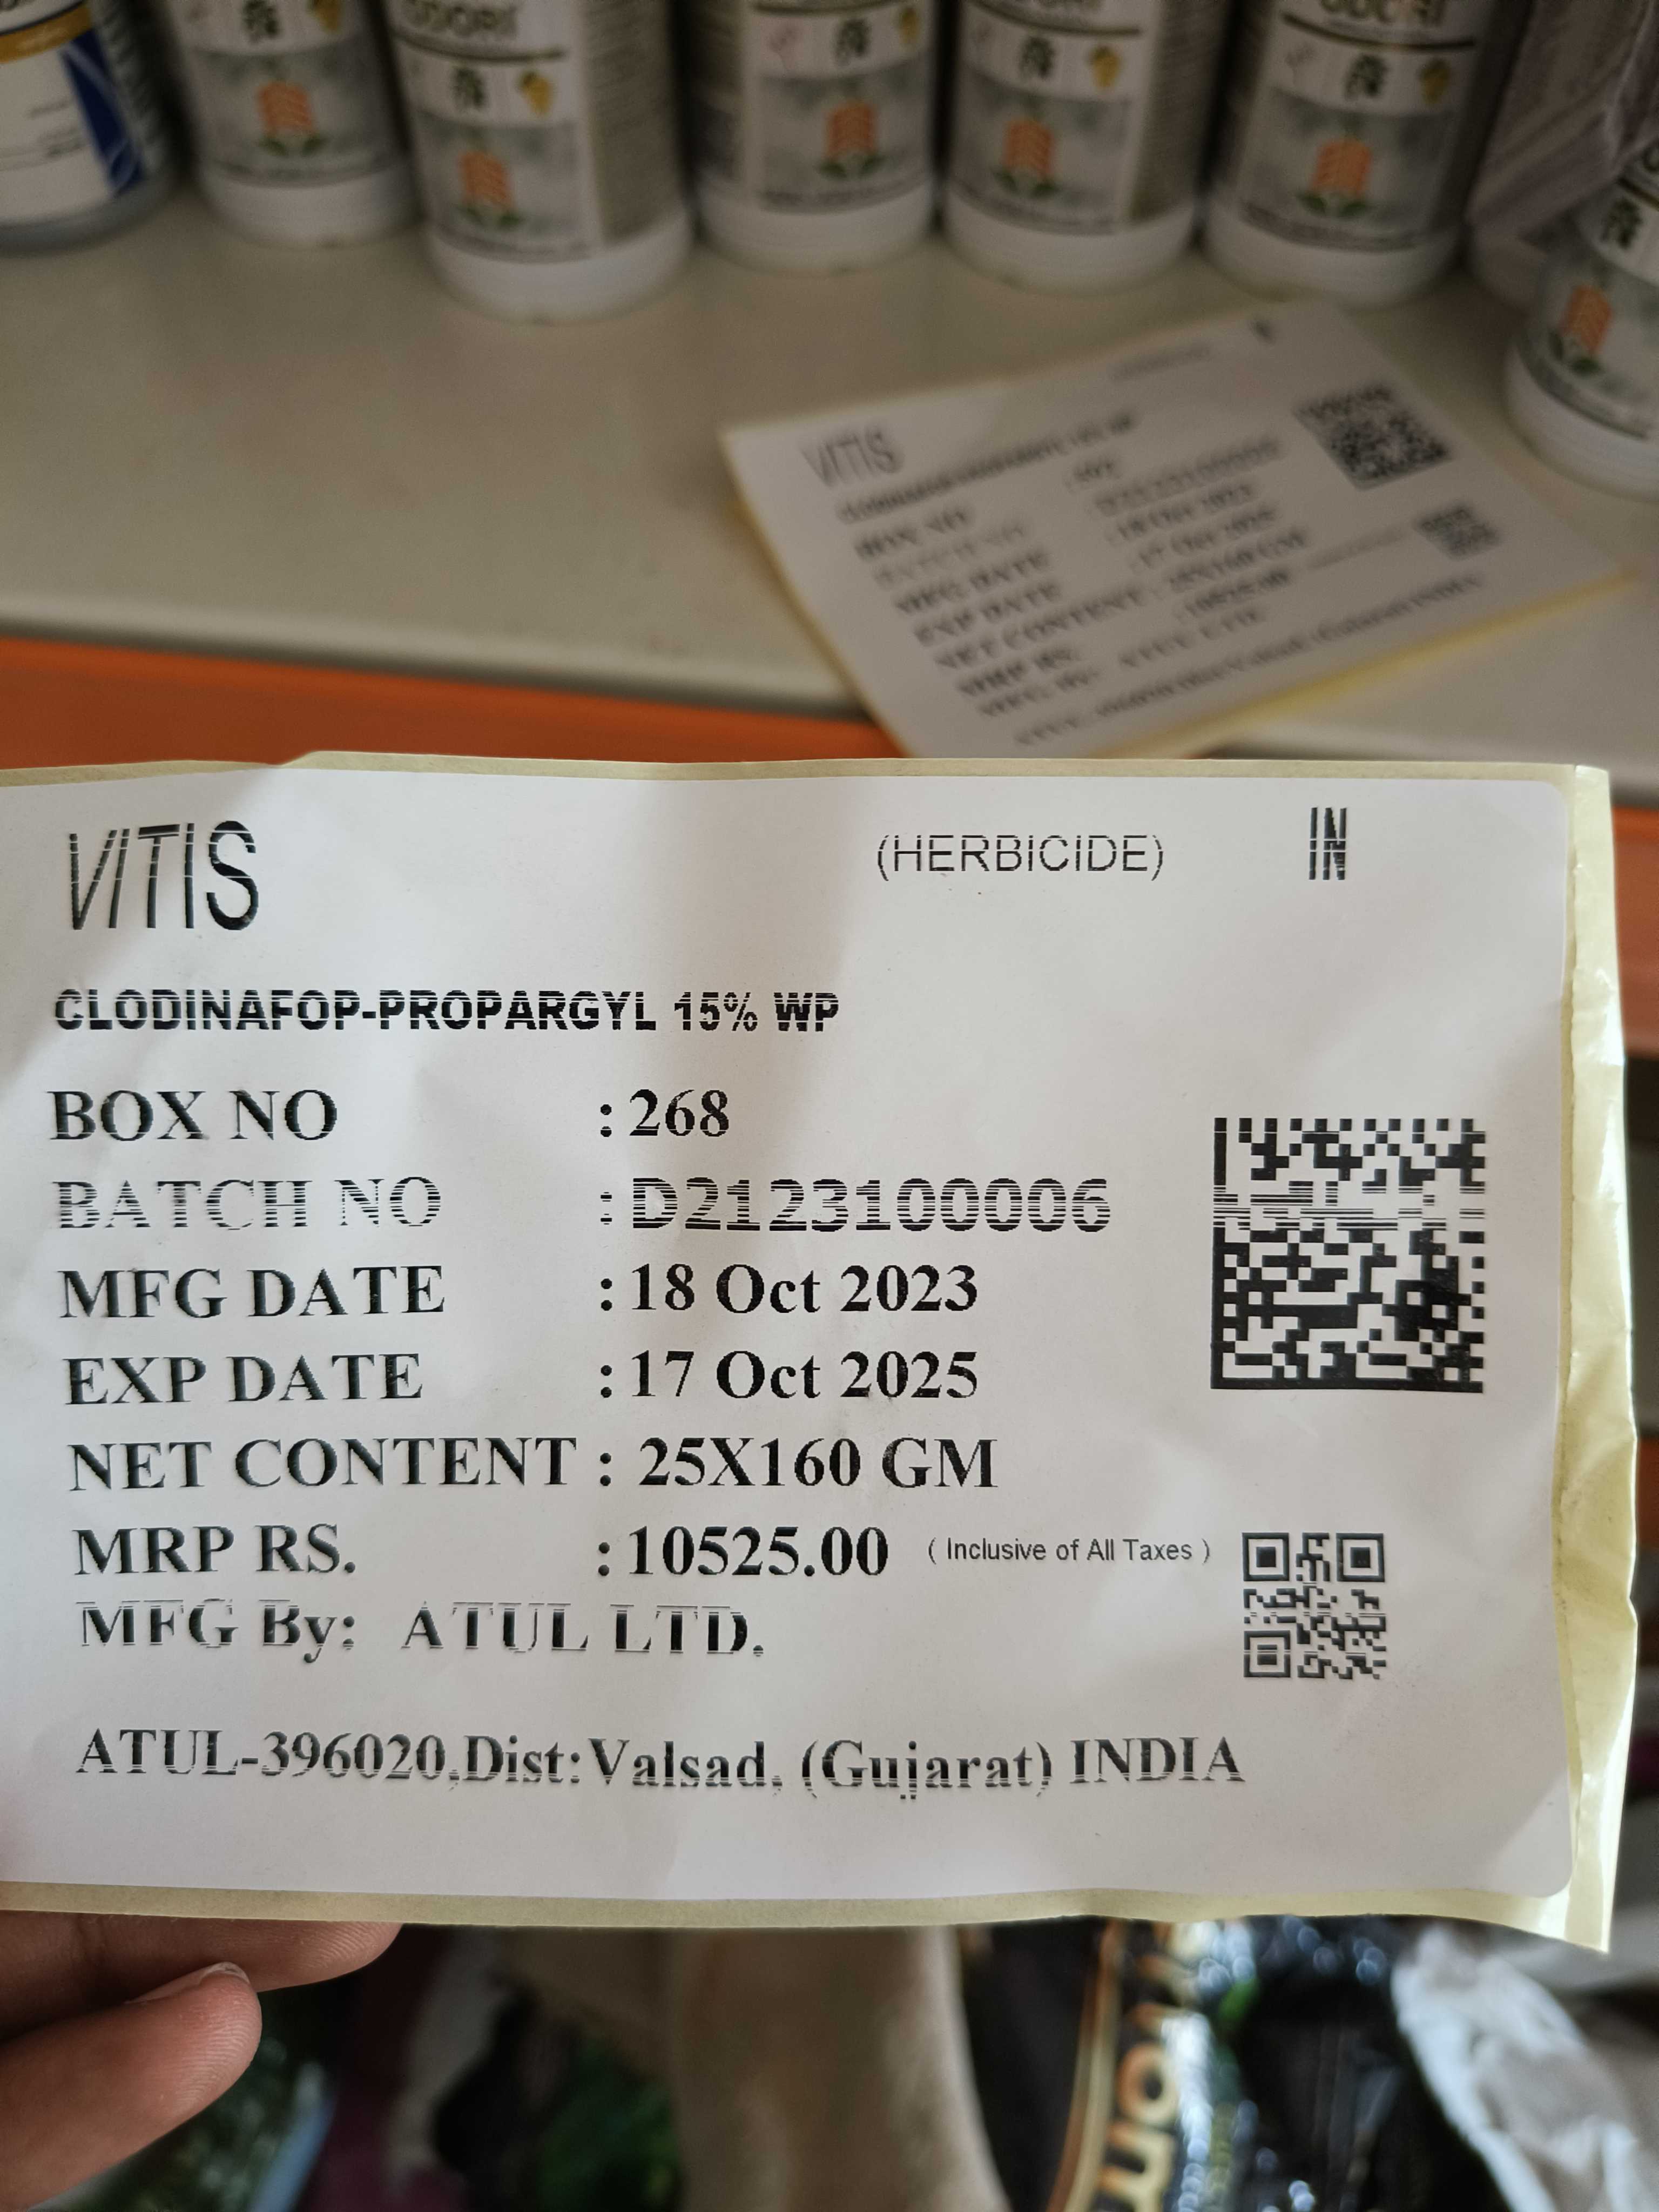 VITIS
VITIS (HERBICIDE) IN
CLODINAFOP-PROPARGYL 15% WP
BOX NO : 268
BATCH NO : D2123100006
MFG DATE : 18 Oct 2023
EXP DATE : 17 Oct 2025
NET CONTENT : 25X160 GM
MRP RS. : 10525.00 ( Inclusive of All Taxes )
MFG By: ATUL LTD.
ATUL-396020,Dist:Valsad, (Gujarat) INDIA